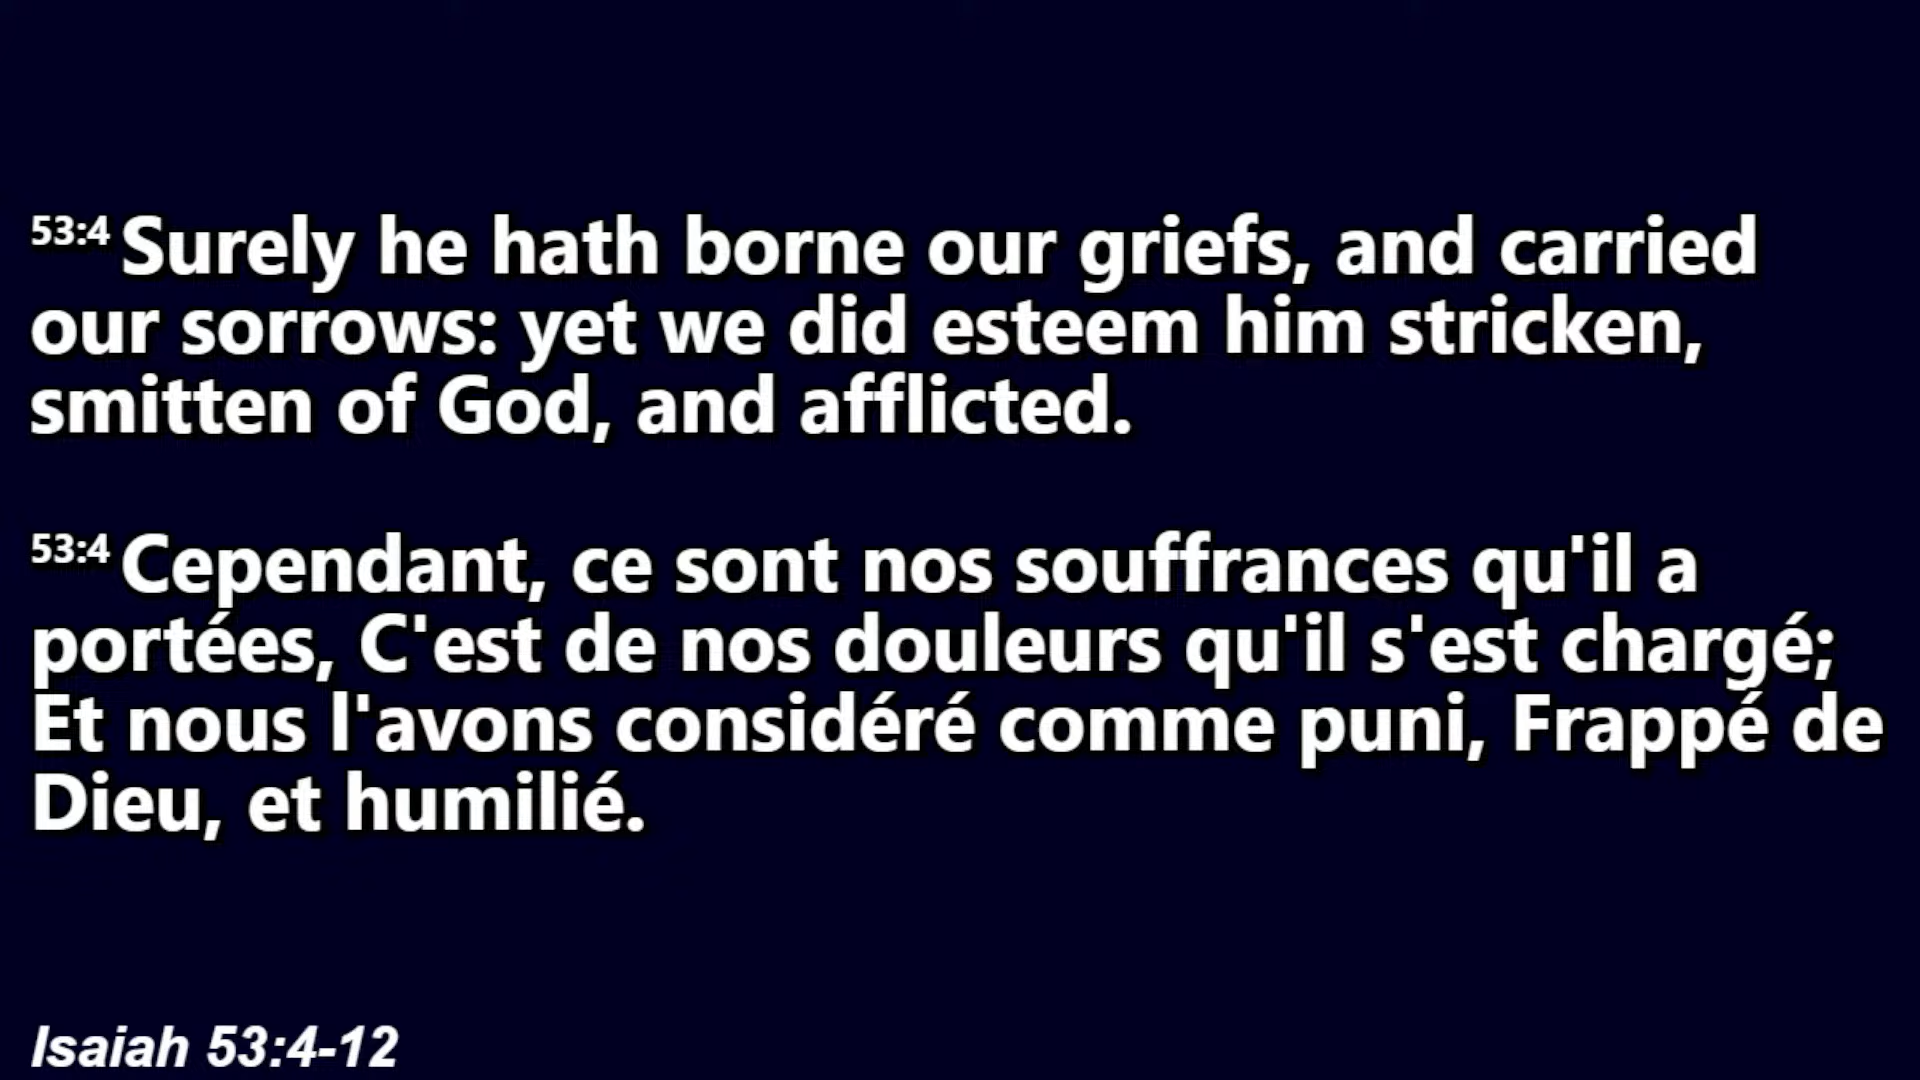 53:4 Surely he hath borne our griefs, and carried
our sorrows: yet we did esteem him stricken,
smitten of God, and afflicted.
53:4 Cependant, ce sont nos souffrances qu'il a
portées, C'est de nos douleurs qu'il s'est chargé;
Et nous l'avons considéré comme puni, Frappé de
Dieu, et humilié.
Isaiah 53:4-12